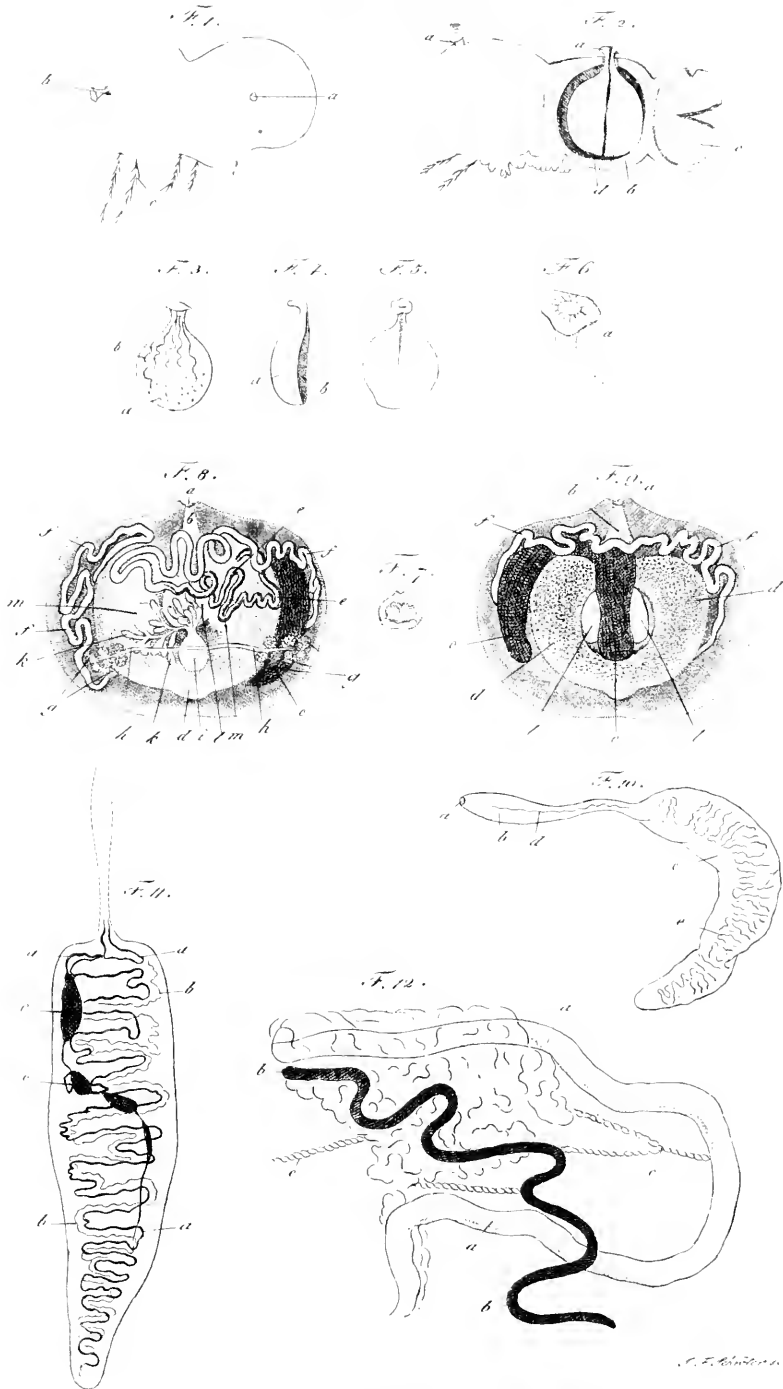 F. 1.
F. 2.
a
a
b
a
c
c
d
b
F. 3.
F. 4.
F. 5.
F. 6
b
a
a
b
a
F. 8.
F. 9.
a
b
e
b
a
f
f
f
f
F. 7.
m
e
d
f
k
c
g
g
d
h
k
d
i
l
m
h
c
l
c
l
F. 10.
a
b
d
c
e
F. 11.
a
a
b
c
c
b
a
F. 12.
a
b
c
c
a
b